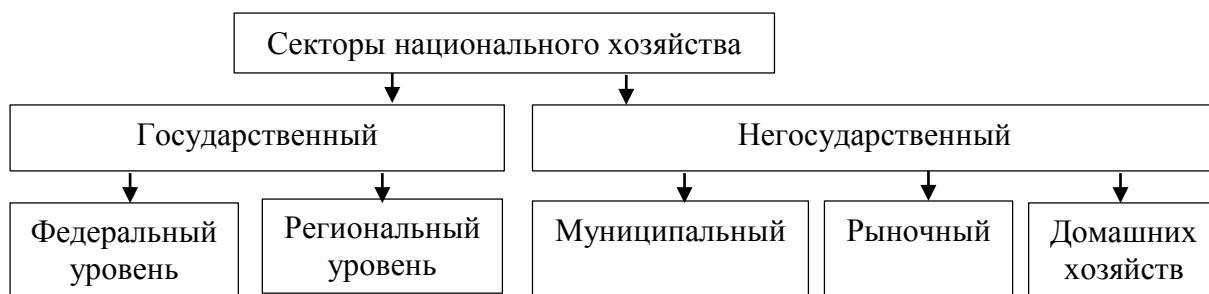 Секторы национального хозяйства
Государственный
Негосударственный
Федеральный
уровень
Региональный
уровень
Муниципальный
Рыночный
Домашних
хозяйств